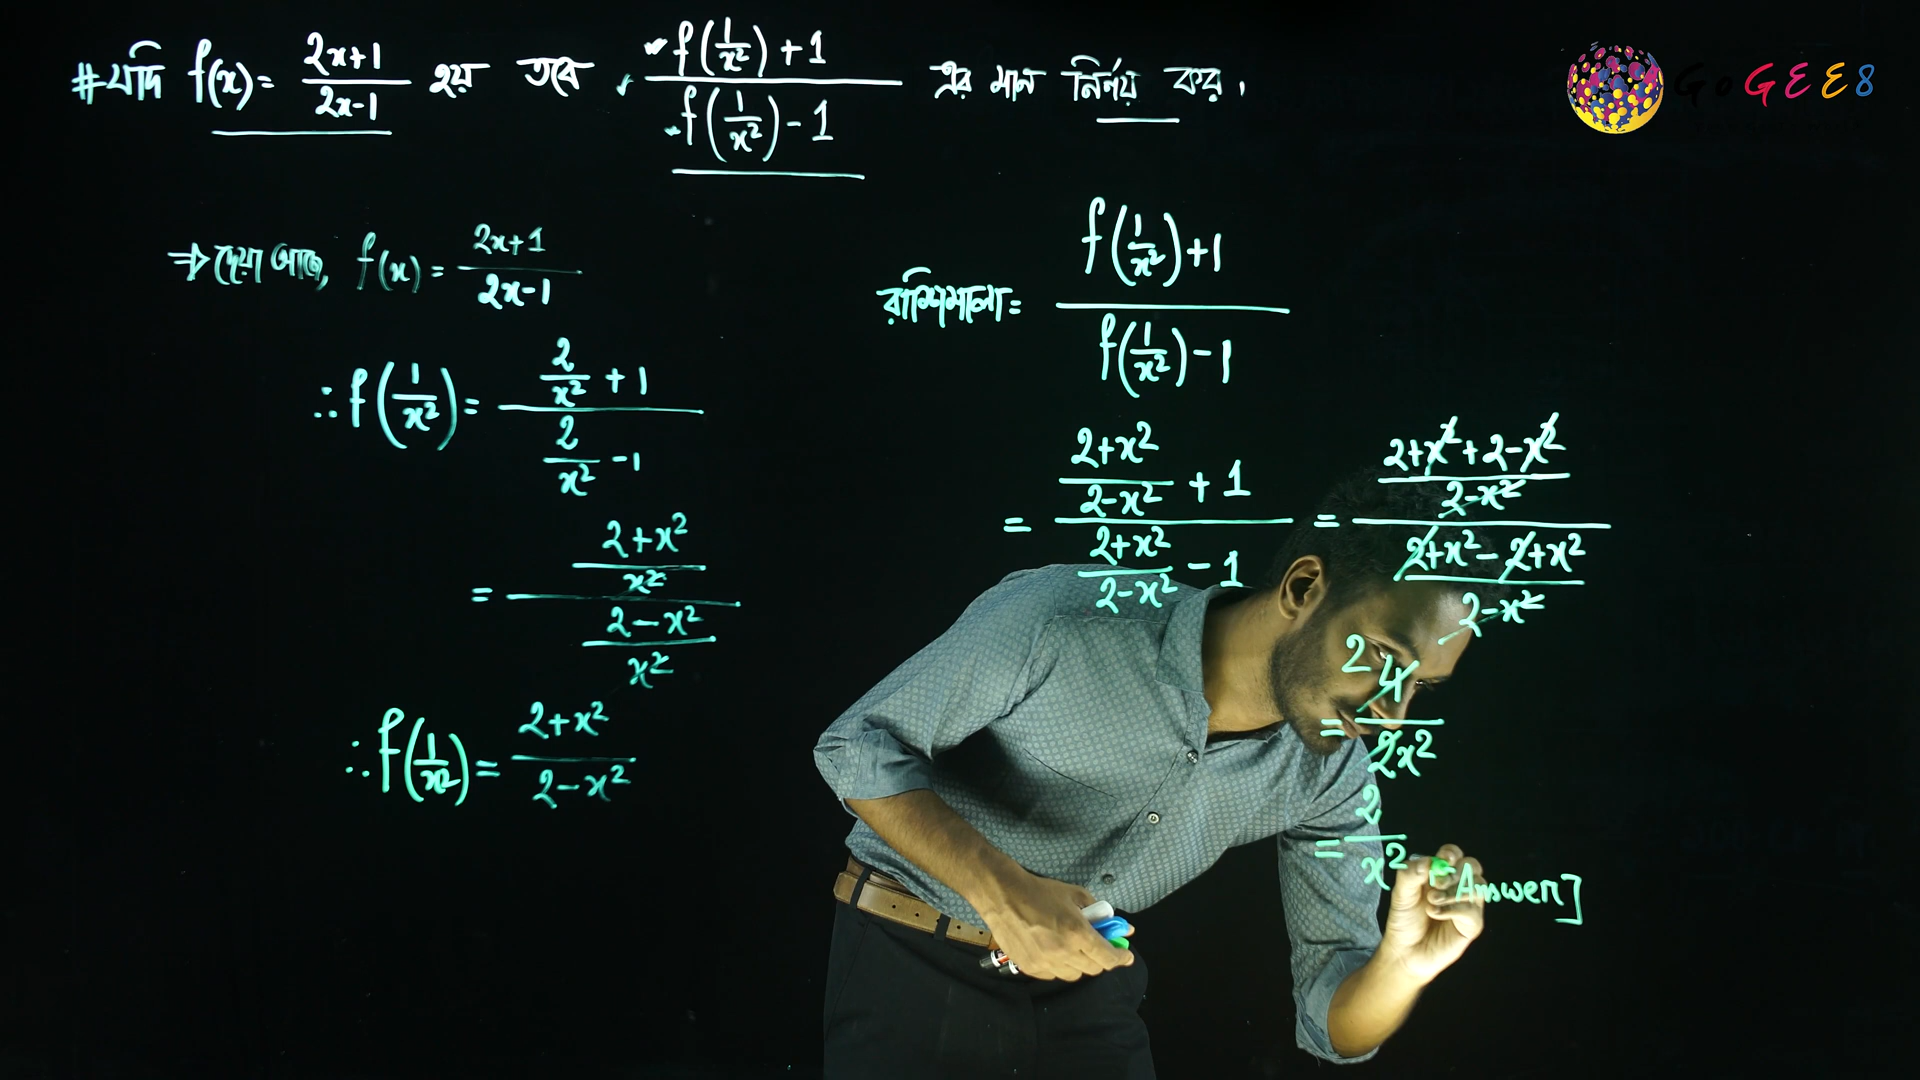 # যদি f(x) = (2x+1)/(2x-1) হয় তবে (f(1/x²)+1)/(f(1/x²)-1) এর মান নির্ণয় কর।
GoGEE8
⇒ দেয়া আছে, f(x) = (2x+1)/(2x-1)
∴ f(1/x²) = (2/x² + 1)/(2/x² - 1)
= ((2+x²)/x²)/((2-x²)/x²)
∴ f(1/x²) = (2+x²)/(2-x²)
রাশিমালা = (f(1/x²)+1)/(f(1/x²)-1)
= ((2+x²)/(2-x²) + 1)/((2+x²)/(2-x²) - 1) = ((2+x²+2-x²)/(2-x²))/((2+x²-2+x²)/(2-x²))
= 2 4/2x²
= 2/x² [Answer]